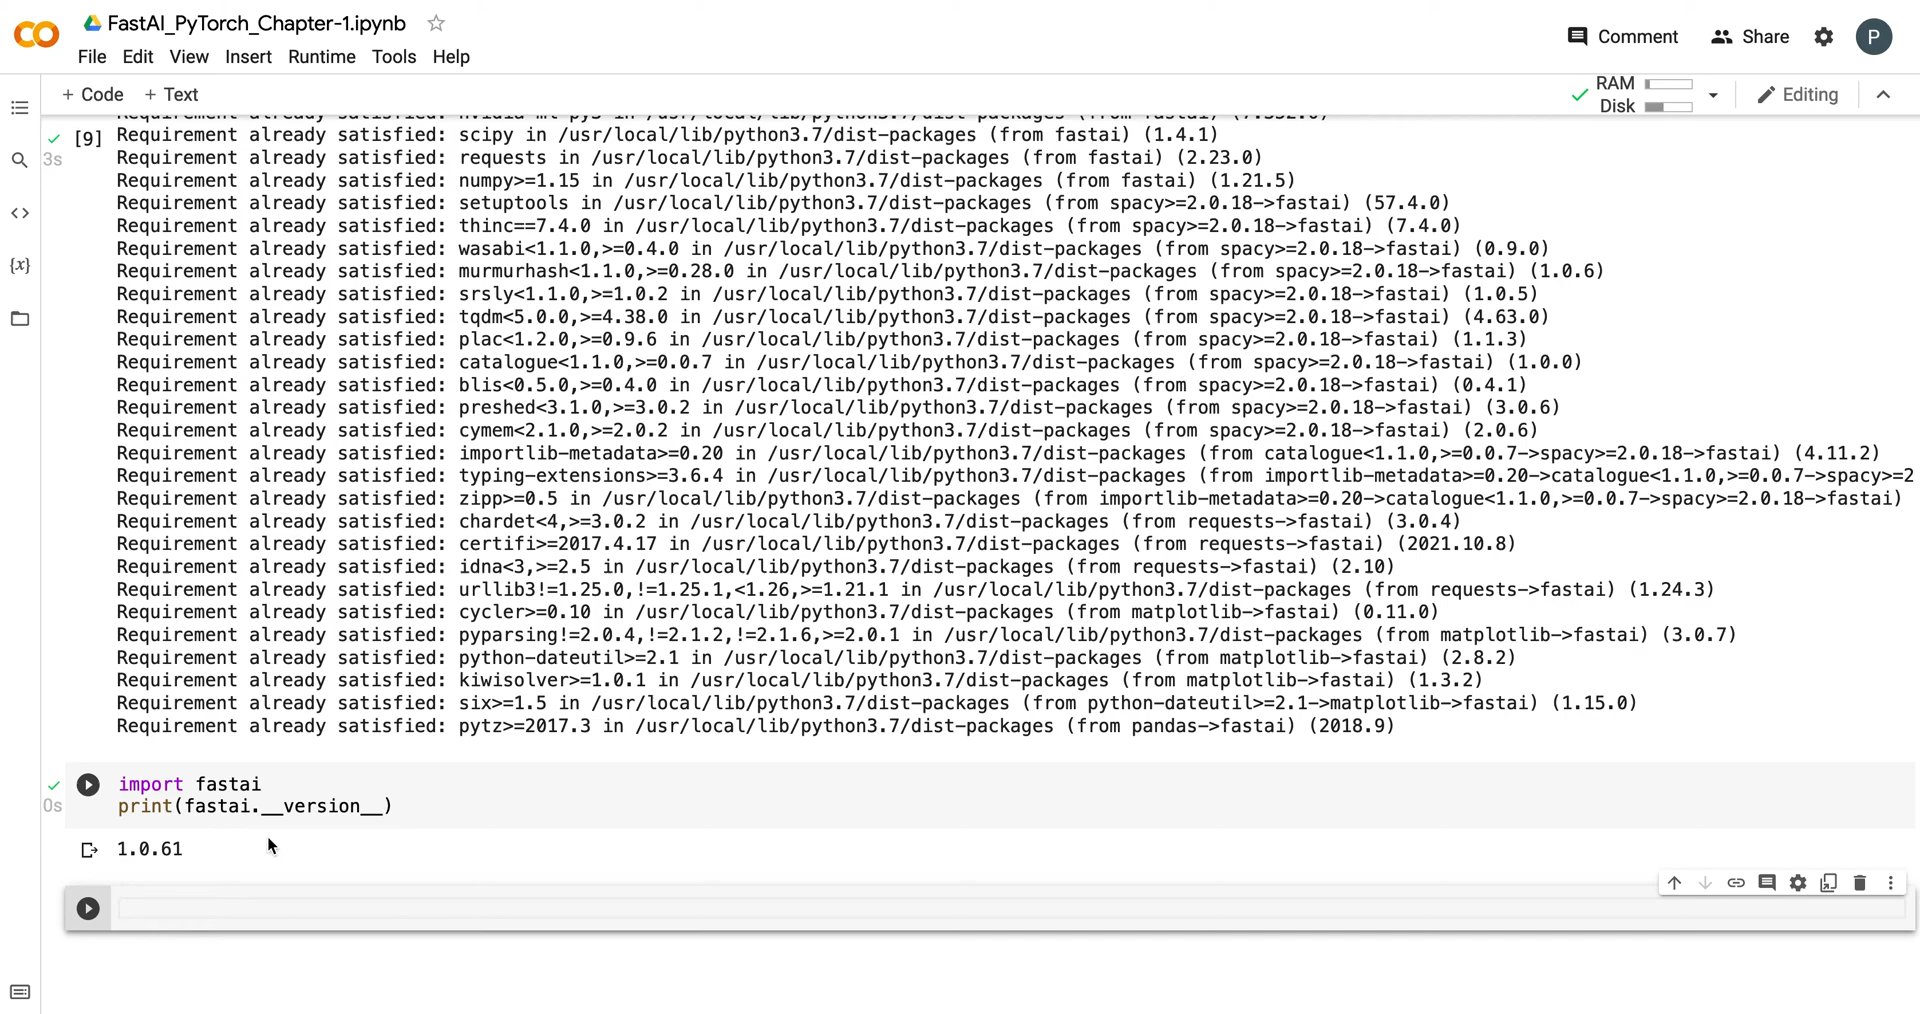 FastAI_PyTorch_Chapter-1.ipynb
File Edit View Insert Runtime Tools Help
Comment Share P
+ Code + Text
RAM
Disk
Editing
Requirement already satisfied: nvidia-ml-py3 in /usr/local/lib/python3.7/dist-packages (from fastai) (7.352.0)
[9] Requirement already satisfied: scipy in /usr/local/lib/python3.7/dist-packages (from fastai) (1.4.1)
3s Requirement already satisfied: requests in /usr/local/lib/python3.7/dist-packages (from fastai) (2.23.0)
Requirement already satisfied: numpy>=1.15 in /usr/local/lib/python3.7/dist-packages (from fastai) (1.21.5)
Requirement already satisfied: setuptools in /usr/local/lib/python3.7/dist-packages (from spacy>=2.0.18->fastai) (57.4.0)
Requirement already satisfied: thinc==7.4.0 in /usr/local/lib/python3.7/dist-packages (from spacy>=2.0.18->fastai) (7.4.0)
Requirement already satisfied: wasabi<1.1.0,>=0.4.0 in /usr/local/lib/python3.7/dist-packages (from spacy>=2.0.18->fastai) (0.9.0)
Requirement already satisfied: murmurhash<1.1.0,>=0.28.0 in /usr/local/lib/python3.7/dist-packages (from spacy>=2.0.18->fastai) (1.0.6)
Requirement already satisfied: srsly<1.1.0,>=1.0.2 in /usr/local/lib/python3.7/dist-packages (from spacy>=2.0.18->fastai) (1.0.5)
Requirement already satisfied: tqdm<5.0.0,>=4.38.0 in /usr/local/lib/python3.7/dist-packages (from spacy>=2.0.18->fastai) (4.63.0)
Requirement already satisfied: plac<1.2.0,>=0.9.6 in /usr/local/lib/python3.7/dist-packages (from spacy>=2.0.18->fastai) (1.1.3)
Requirement already satisfied: catalogue<1.1.0,>=0.0.7 in /usr/local/lib/python3.7/dist-packages (from spacy>=2.0.18->fastai) (1.0.0)
Requirement already satisfied: blis<0.5.0,>=0.4.0 in /usr/local/lib/python3.7/dist-packages (from spacy>=2.0.18->fastai) (0.4.1)
Requirement already satisfied: preshed<3.1.0,>=3.0.2 in /usr/local/lib/python3.7/dist-packages (from spacy>=2.0.18->fastai) (3.0.6)
Requirement already satisfied: cymem<2.1.0,>=2.0.2 in /usr/local/lib/python3.7/dist-packages (from spacy>=2.0.18->fastai) (2.0.6)
Requirement already satisfied: importlib-metadata>=0.20 in /usr/local/lib/python3.7/dist-packages (from catalogue<1.1.0,>=0.0.7->spacy>=2.0.18->fastai) (4.11.2)
Requirement already satisfied: typing-extensions>=3.6.4 in /usr/local/lib/python3.7/dist-packages (from importlib-metadata>=0.20->catalogue<1.1.0,>=0.0.7->spacy>=2
Requirement already satisfied: zipp>=0.5 in /usr/local/lib/python3.7/dist-packages (from importlib-metadata>=0.20->catalogue<1.1.0,>=0.0.7->spacy>=2.0.18->fastai)
Requirement already satisfied: chardet<4,>=3.0.2 in /usr/local/lib/python3.7/dist-packages (from requests->fastai) (3.0.4)
Requirement already satisfied: certifi>=2017.4.17 in /usr/local/lib/python3.7/dist-packages (from requests->fastai) (2021.10.8)
Requirement already satisfied: idna<3,>=2.5 in /usr/local/lib/python3.7/dist-packages (from requests->fastai) (2.10)
Requirement already satisfied: urllib3!=1.25.0,!=1.25.1,<1.26,>=1.21.1 in /usr/local/lib/python3.7/dist-packages (from requests->fastai) (1.24.3)
Requirement already satisfied: cycler>=0.10 in /usr/local/lib/python3.7/dist-packages (from matplotlib->fastai) (0.11.0)
Requirement already satisfied: pyparsing!=2.0.4,!=2.1.2,!=2.1.6,>=2.0.1 in /usr/local/lib/python3.7/dist-packages (from matplotlib->fastai) (3.0.7)
Requirement already satisfied: python-dateutil>=2.1 in /usr/local/lib/python3.7/dist-packages (from matplotlib->fastai) (2.8.2)
Requirement already satisfied: kiwisolver>=1.0.1 in /usr/local/lib/python3.7/dist-packages (from matplotlib->fastai) (1.3.2)
Requirement already satisfied: six>=1.5 in /usr/local/lib/python3.7/dist-packages (from python-dateutil>=2.1->matplotlib->fastai) (1.15.0)
Requirement already satisfied: pytz>=2017.3 in /usr/local/lib/python3.7/dist-packages (from pandas->fastai) (2018.9)
import fastai
0s print(fastai.__version__)
1.0.61